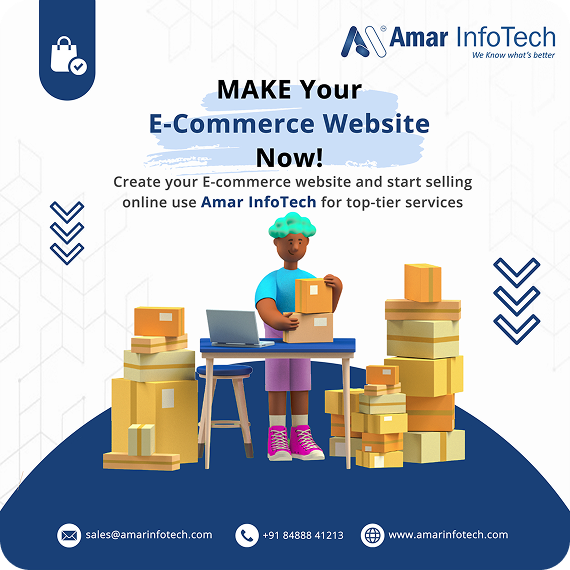 Amar InfoTech
We Know what's better
MAKE Your
E-Commerce Website
Now!
Create your E-commerce website and start selling
online use Amar InfoTech for top-tier services
sales@amarinfotech.com
+91 84888 41213
www.amarinfotech.com